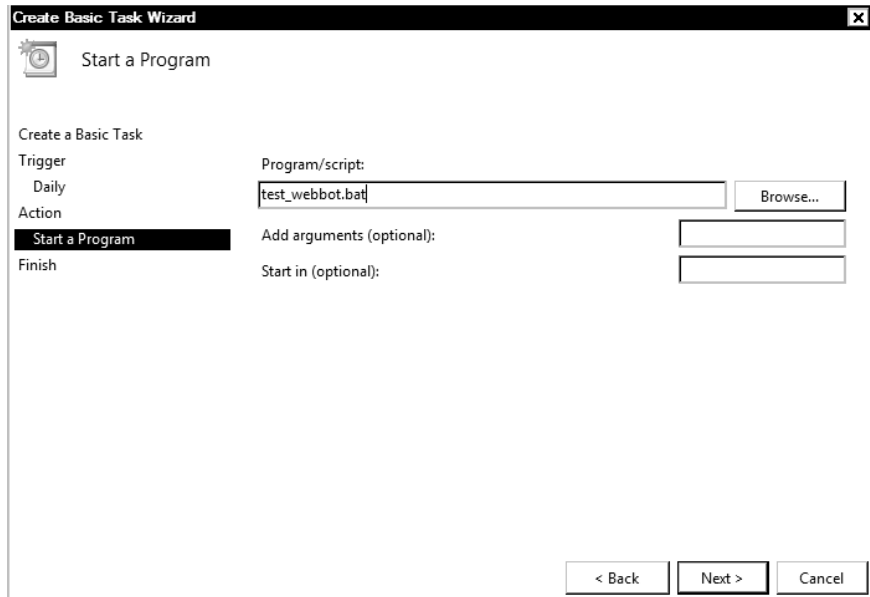 Create Basic Task Wizard
Start a Program
Create a Basic Task
Trigger
Daily
Action
Start a Program
Finish
Program/script:
test_webbot.bat
Browse...
Add arguments (optional):
Start in (optional):
< Back
Next >
Cancel